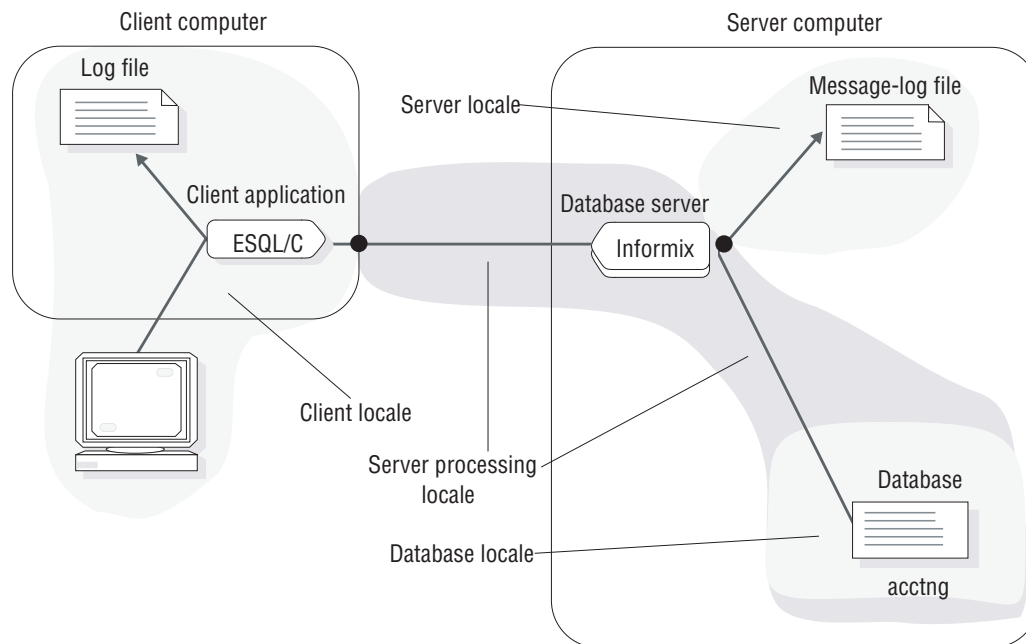 Client computer
Server computer
Log file
Message-log file
Server locale
Client application
Database server
ESQL/C
Informix
Client locale
Server processing
locale
Database
Database locale
acctng